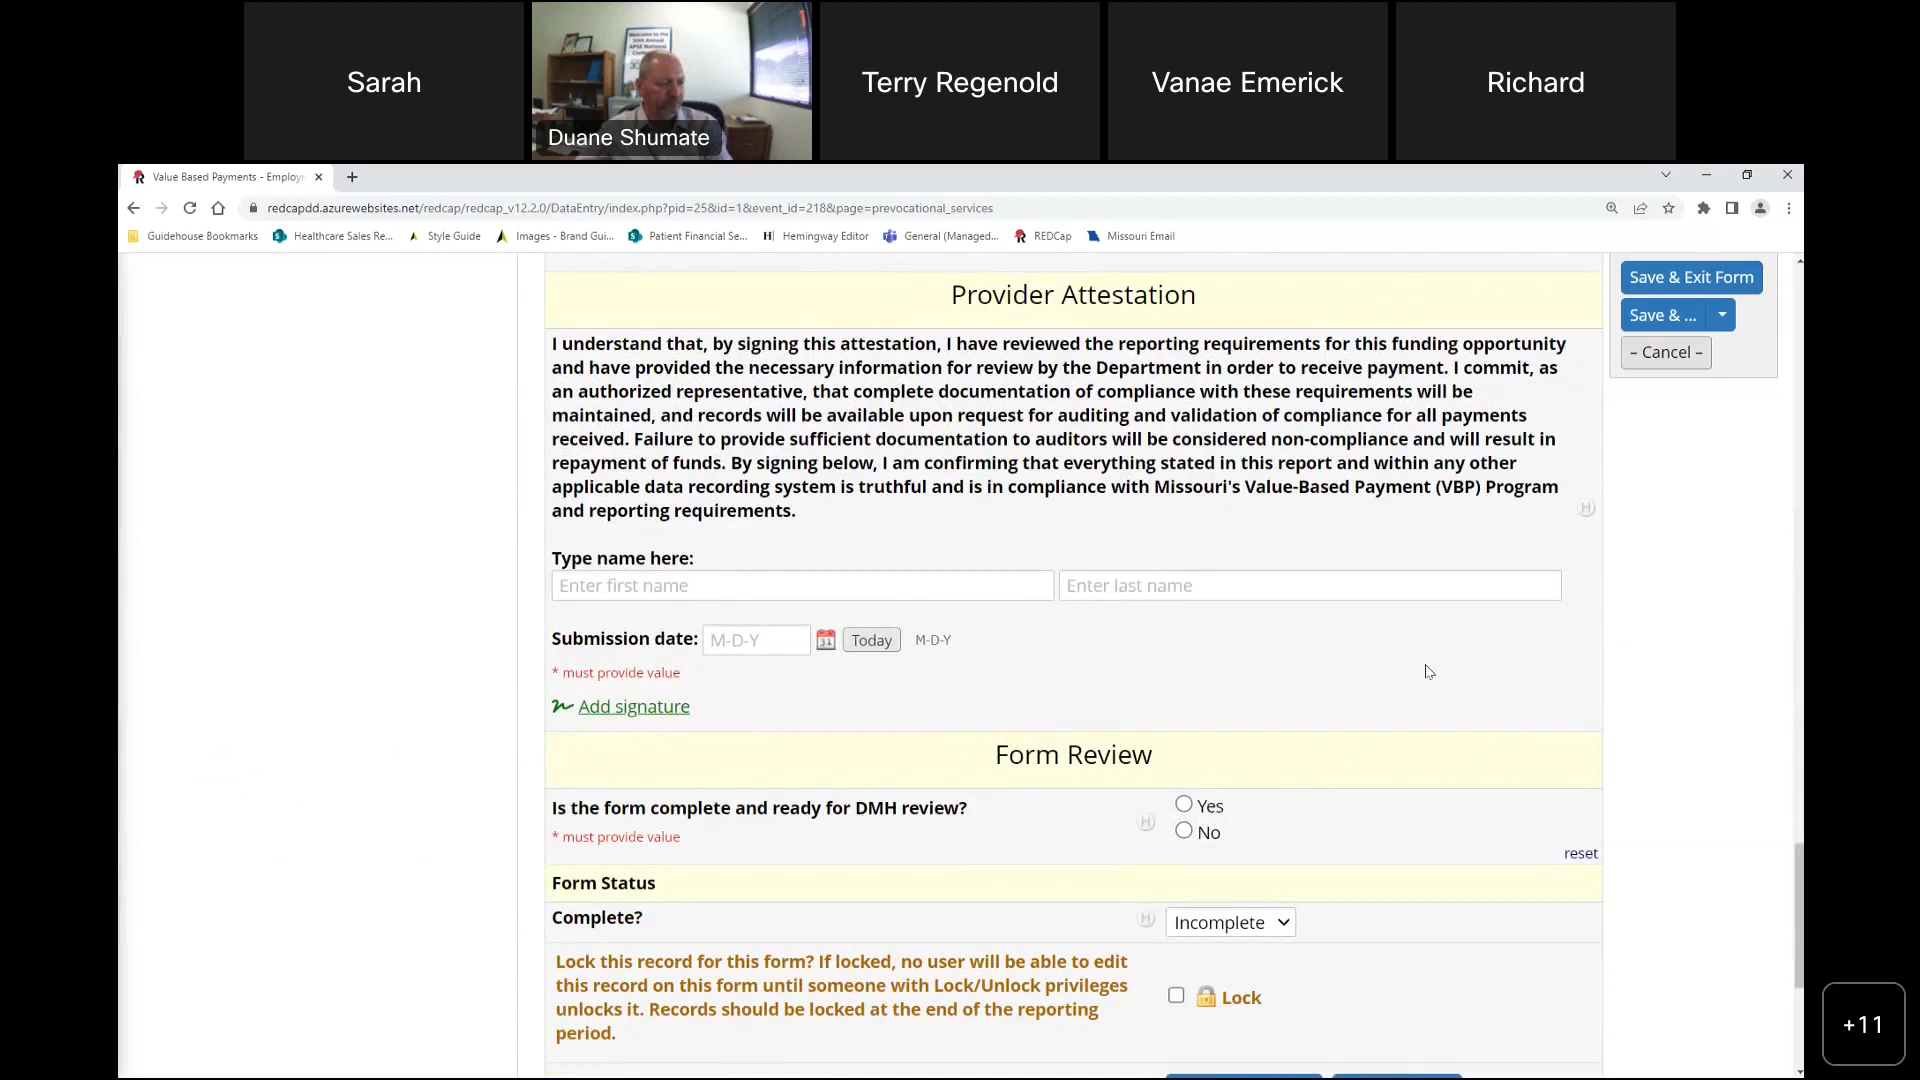 Sarah
Duane Shumate
Terry Regenold
Vanae Emerick
Richard
Value Based Payments - Employ
redcapdd.azurewebsites.net/redcap/redcap_v12.2.0/DataEntry/index.php?pid=25&id=1&event_id=218&page=prevocational_services
Guidehouse Bookmarks
Healthcare Sales Re...
Style Guide
Images - Brand Gui...
Patient Financial Se...
Hemingway Editor
General (Managed...
REDCap
Missouri Email
Provider Attestation
I understand that, by signing this attestation, I have reviewed the reporting requirements for this funding opportunity
and have provided the necessary information for review by the Department in order to receive payment. I commit, as
an authorized representative, that complete documentation of compliance with these requirements will be
maintained, and records will be available upon request for auditing and validation of compliance for all payments
received. Failure to provide sufficient documentation to auditors will be considered non-compliance and will result in
repayment of funds. By signing below, I am confirming that everything stated in this report and within any other
applicable data recording system is truthful and is in compliance with Missouri's Value-Based Payment (VBP) Program
and reporting requirements.
H
Type name here:
Enter first name
Enter last name
Submission date: M-D-Y 31 Today M-D-Y
* must provide value
Add signature
Form Review
Is the form complete and ready for DMH review?
* must provide value
H
Yes
No
reset
Form Status
Complete?
H
Incomplete
Lock this record for this form? If locked, no user will be able to edit
this record on this form until someone with Lock/Unlock privileges
unlocks it. Records should be locked at the end of the reporting
period.
Lock
Save & Exit Form
Save & ...
– Cancel –
+11